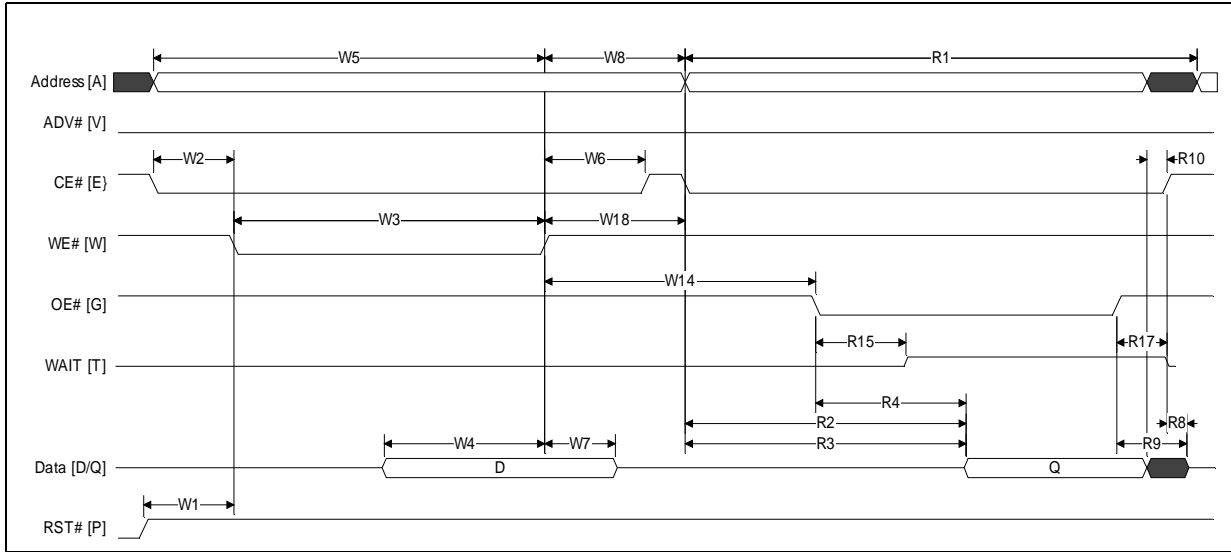 W5 W8 R1
Address [A]
ADV# [V]
W2 W6 R10
CE# [E}
W3 W18
WE# [W]
W14
OE# [G]
R15 R17
WAIT [T]
R4
R2 R8
R3 R9
W4 W7
Data [D/Q] D Q
W1
RST# [P]